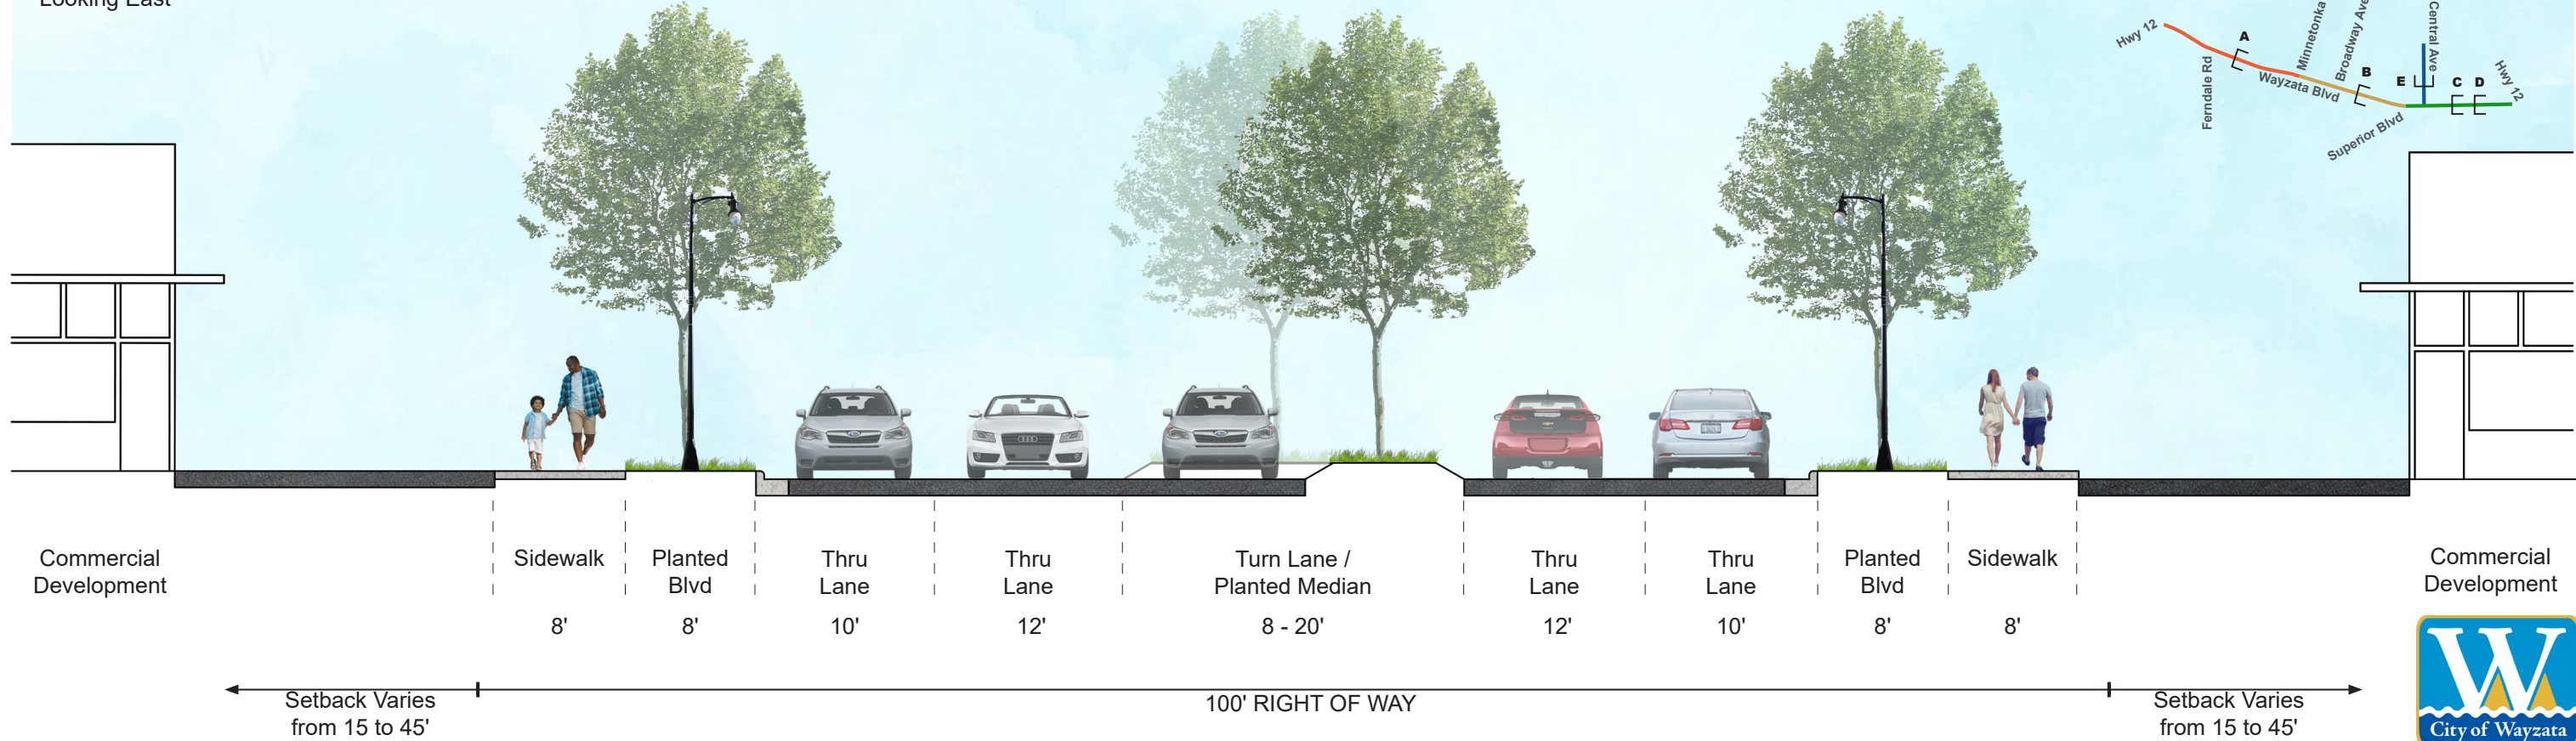 Looking East
Hwy 12
Ferndale Rd
A
Wayzata Blvd
Minnetonka
Broadway Ave
B
E
Central Ave
C
D
Hwy 12
Superior Blvd
Commercial
Development
Sidewalk
8'
Planted
Blvd
8'
Thru
Lane
10'
Thru
Lane
12'
Turn Lane /
Planted Median
8 - 20'
Thru
Lane
12'
Thru
Lane
10'
Planted
Blvd
8'
Sidewalk
8'
Commercial
Development
Setback Varies
from 15 to 45'
100' RIGHT OF WAY
Setback Varies
from 15 to 45'
W
City of Wayzata